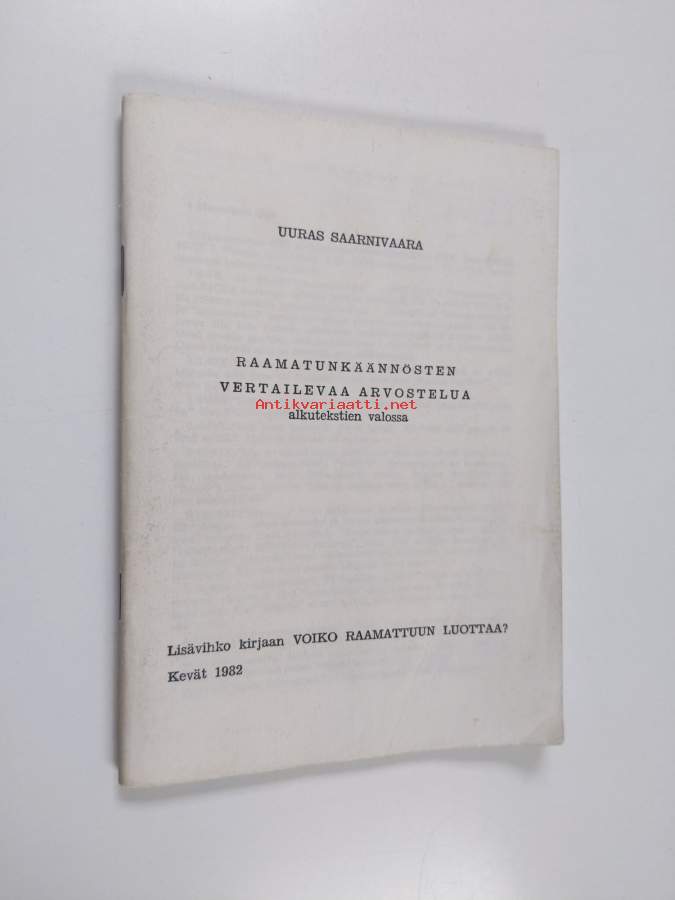 UURAS SAARNIVAARA
RAAMATUNKÄÄNNÖSTEN
VERTAILEVAA ARVOSTELUA
Antikvariaatti.net
alkutekstien valossa
Lisävihko kirjaan VOIKO RAAMATTUUN LUOTTAA?
Kevät 1982